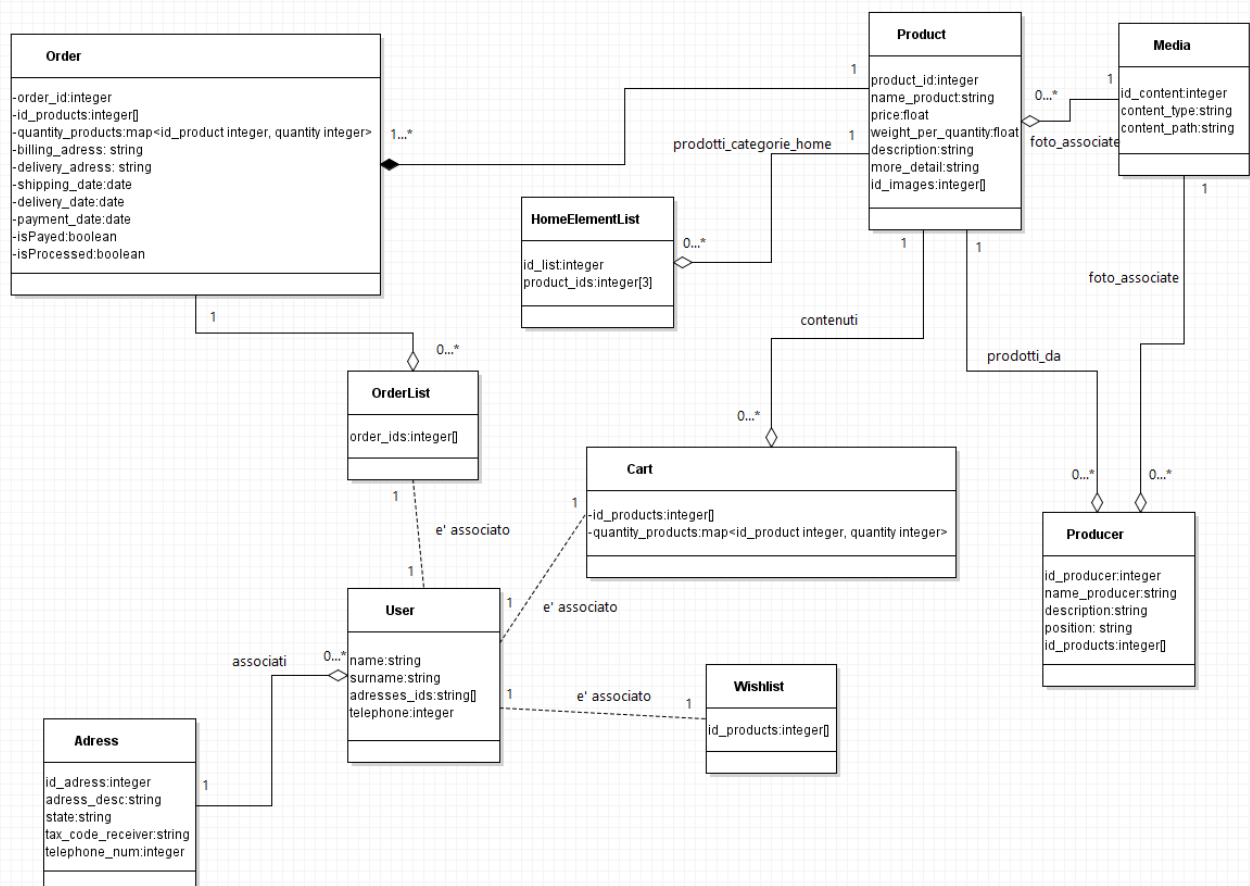 Order
-order_id:integer
-id_products:integer[]
-quantity_products:map<id_product integer, quantity integer>
-billing_adress: string
-delivery_adress: string
-shipping_date:date
-delivery_date:date
-payment_date:date
-isPayed:boolean
-isProcessed:boolean
1...*
1
Product
product_id:integer
name_product:string
price:float
weight_per_quantity:float
description:string
more_detail:string
id_images:integer[]
1
1
0...*
1
foto_associate
Media
id_content:integer
content_type:string
content_path:string
1
prodotti_categorie_home
HomeElementList
id_list:integer
product_ids:integer[3]
0...*
1
1
foto_associate
contenuti
prodotti_da
1
0...*
OrderList
order_ids:integer[]
1
e' associato
1
0...*
Cart
-id_products:integer[]
-quantity_products:map<id_product integer, quantity integer>
1
1
e' associato
0...*
0...*
Producer
id_producer:integer
name_producer:string
description:string
position: string
id_products:integer[]
User
name:string
surname:string
adresses_ids:string[]
telephone:integer
associati
0...*
1
e' associato
1
Wishlist
id_products:integer[]
Adress
id_adress:integer
adress_desc:string
state:string
tax_code_receiver:string
telephone_num:integer
1